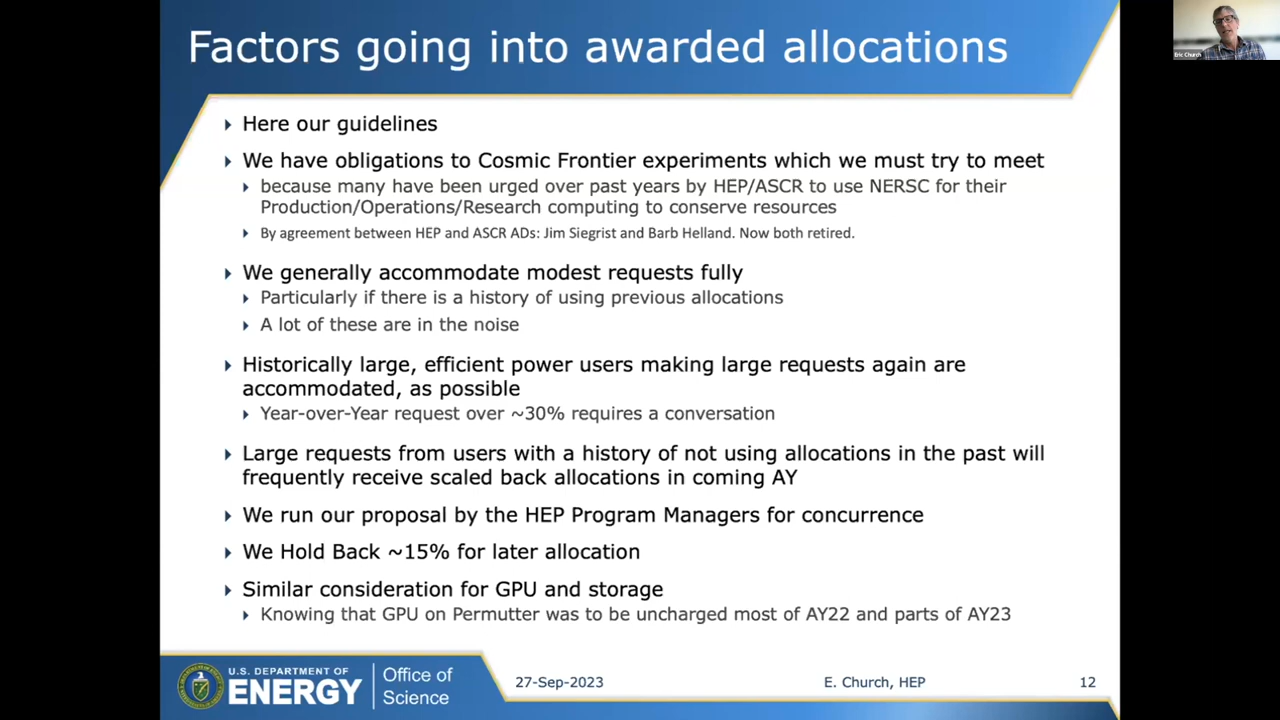 Factors going into awarded allocations
Eric Church
Here our guidelines
We have obligations to Cosmic Frontier experiments which we must try to meet
because many have been urged over past years by HEP/ASCR to use NERSC for their
Production/Operations/Research computing to conserve resources
By agreement between HEP and ASCR ADs: Jim Siegrist and Barb Helland. Now both retired.
We generally accommodate modest requests fully
Particularly if there is a history of using previous allocations
A lot of these are in the noise
Historically large, efficient power users making large requests again are
accommodated, as possible
Year-over-Year request over ~30% requires a conversation
Large requests from users with a history of not using allocations in the past will
frequently receive scaled back allocations in coming AY
We run our proposal by the HEP Program Managers for concurrence
We Hold Back ~15% for later allocation
Similar consideration for GPU and storage
Knowing that GPU on Permutter was to be uncharged most of AY22 and parts of AY23
U.S. DEPARTMENT OF
ENERGY
Office of
Science
27-Sep-2023
E. Church, HEP
12